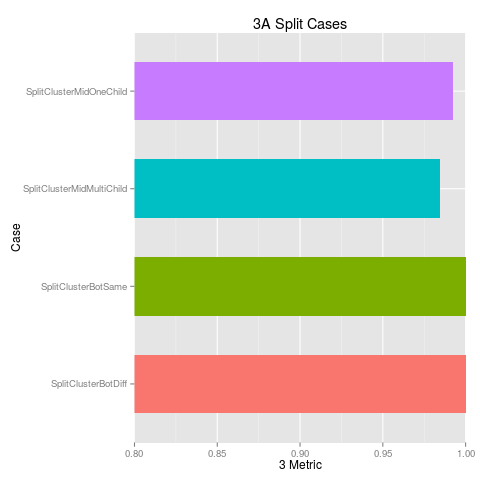 3A Split Cases
Case
SplitClusterMidOneChild
SplitClusterMidMultiChild
SplitClusterBotSame
SplitClusterBotDiff
0.80 0.85 0.90 0.95 1.00
3 Metric